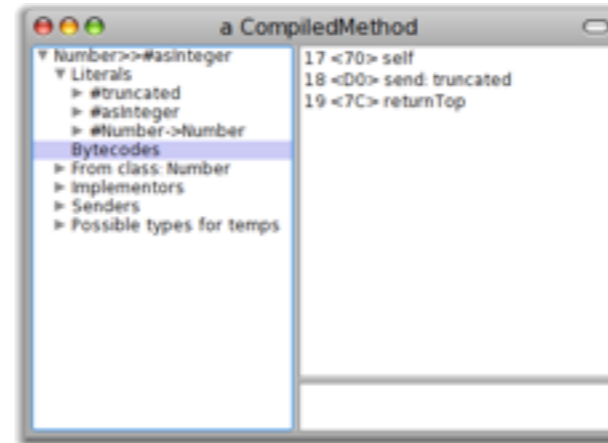 a CompiledMethod
Number>>#asInteger
Literals
#truncated
#asInteger
#Number->Number
Bytecodes
From class: Number
Implementors
Senders
Possible types for temps
17 <70> self
18 <D0> send: truncated
19 <7C> returnTop